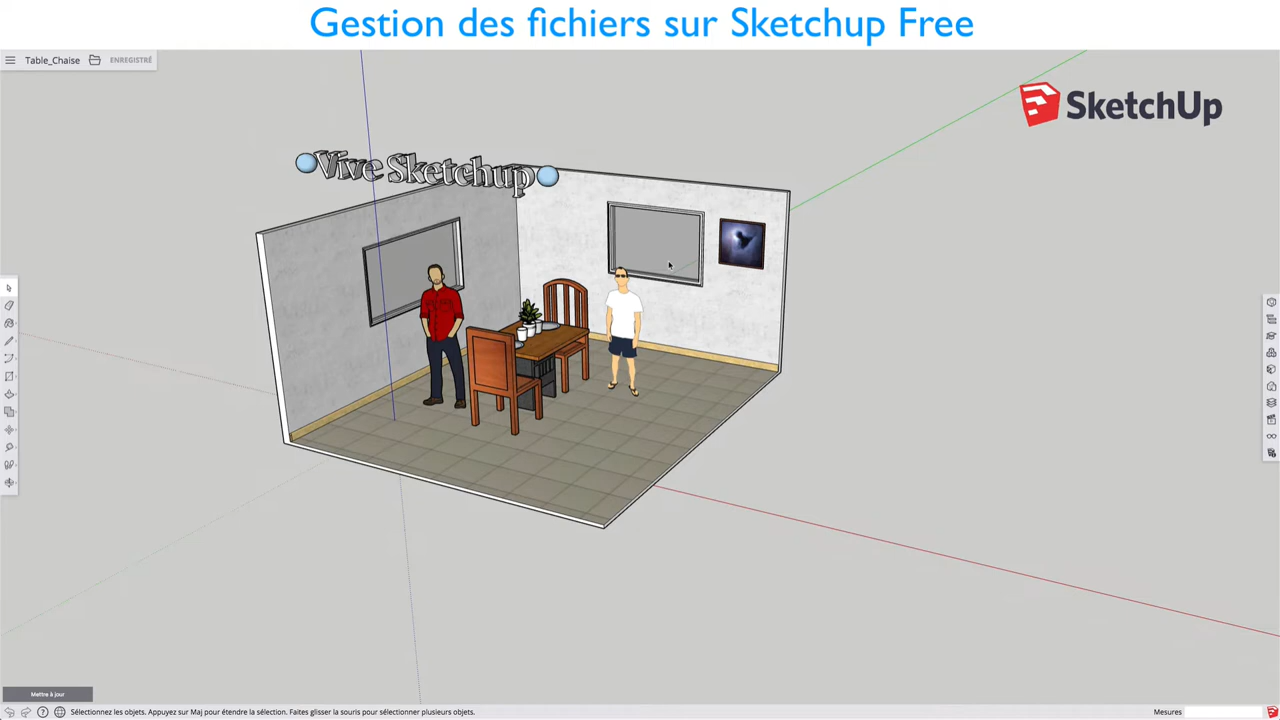 Gestion des fichiers sur Sketchup Free
Table_Chaise ENREGISTRÉ
SketchUp
Vive Sketchup
Mettre à jour
Sélectionnez les objets. Appuyez sur Maj pour étendre la sélection. Faites glisser la souris pour sélectionner plusieurs objets.
Mesures